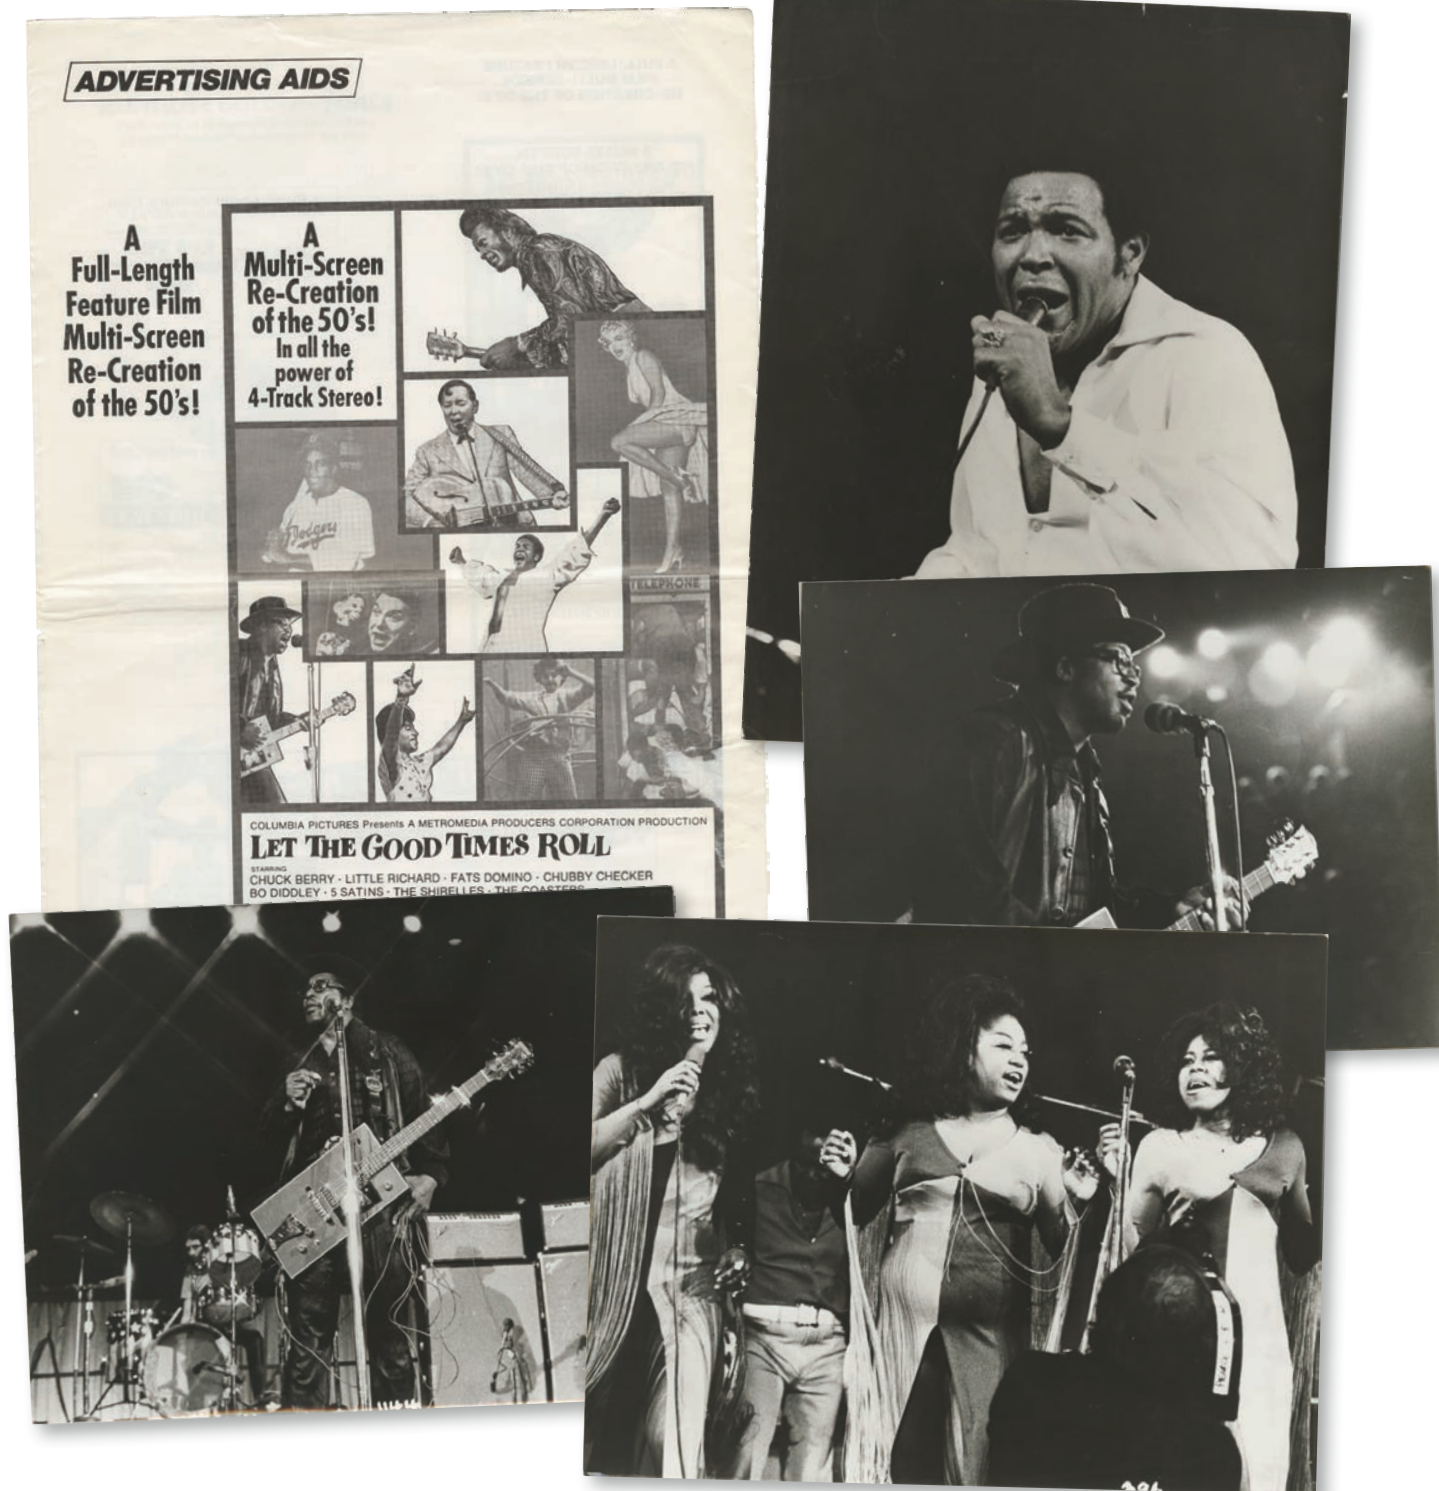 ADVERTISING AIDS
A
Full-Length
Feature Film
Multi-Screen
Re-Creation
of the 50's!
A
Multi-Screen
Re-Creation
of the 50's!
In all the
power of
4-Track Stereo!
Dodgers
TELEPHONE
COLUMBIA PICTURES Presents A METROMEDIA PRODUCERS CORPORATION PRODUCTION
LET THE GOOD TIMES ROLL
STARRING
CHUCK BERRY • LITTLE RICHARD • FATS DOMINO • CHUBBY CHECKER
BO DIDDLEY • 5 SATINS • THE SHIRELLES • THE COASTERS